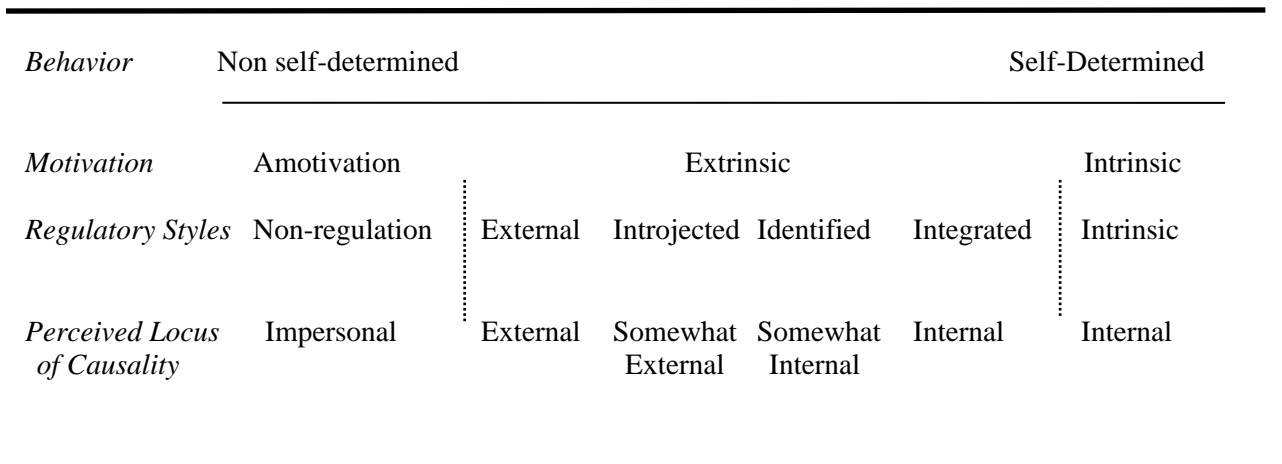 Behavior Non self-determined Self-Determined
Motivation Amotivation Extrinsic Intrinsic
Regulatory Styles Non-regulation External Introjected Identified Integrated Intrinsic
Perceived Locus Impersonal External Somewhat Somewhat Internal Internal
of Causality External Internal